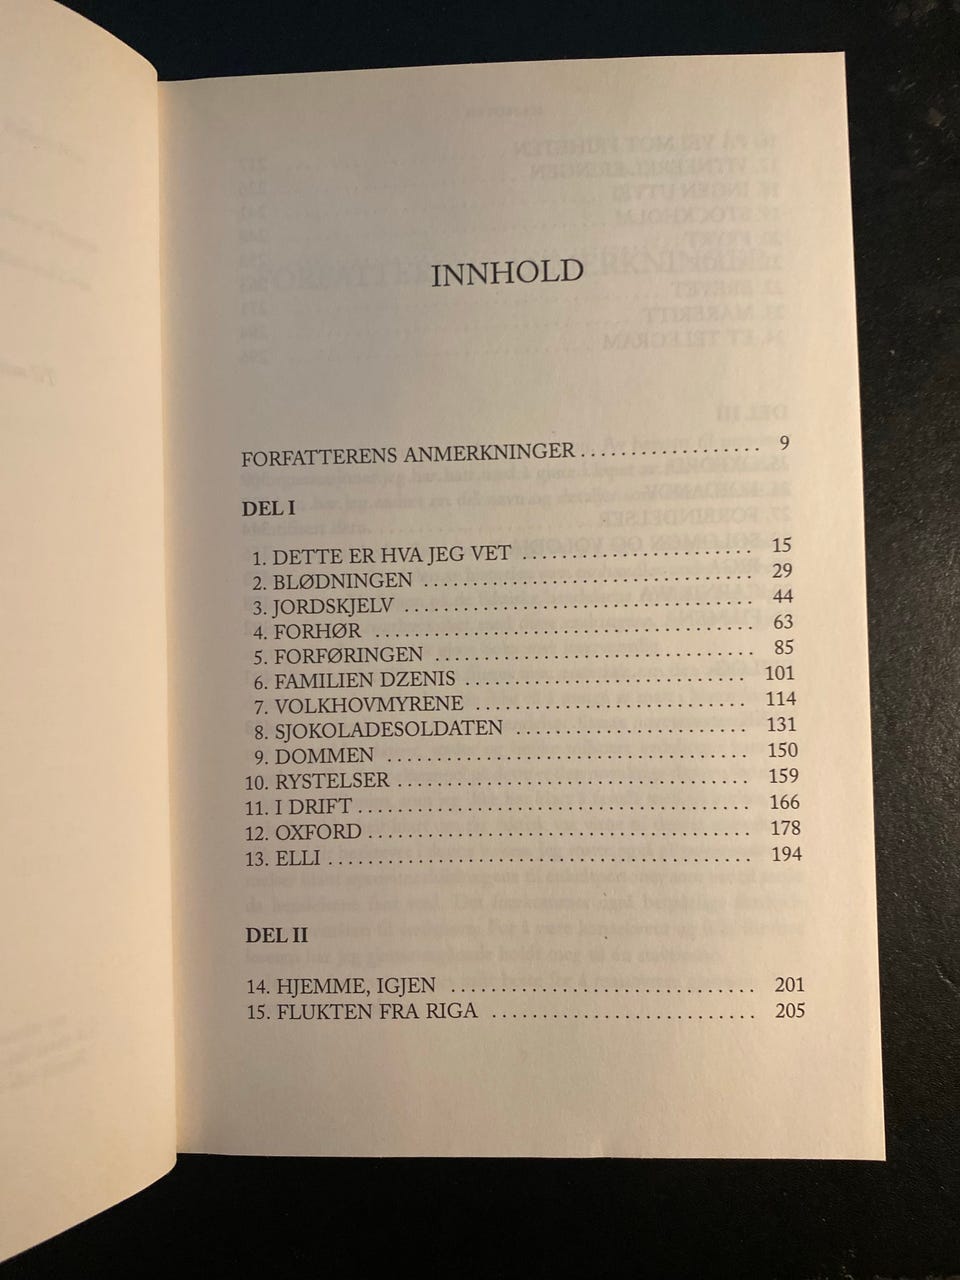 INNHOLD
FORFATTERENS ANMERKNINGER .................. 9
DEL I
1. DETTE ER HVA JEG VET ........................ 15
2. BLØDNINGEN .................................. 29
3. JORDSKJELV ................................... 44
4. FORHØR ...................................... 63
5. FORFØRINGEN ................................ 85
6. FAMILIEN DZENIS ............................ 101
7. VOLKHOVMYRENE ........................... 114
8. SJOKOLADESOLDATEN ....................... 131
9. DOMMEN .................................... 150
10. RYSTELSER ................................... 159
11. I DRIFT ....................................... 166
12. OXFORD ...................................... 178
13. ELLI .......................................... 194
DEL II
14. HJEMME, IGJEN .............................. 201
15. FLUKTEN FRA RIGA .......................... 205